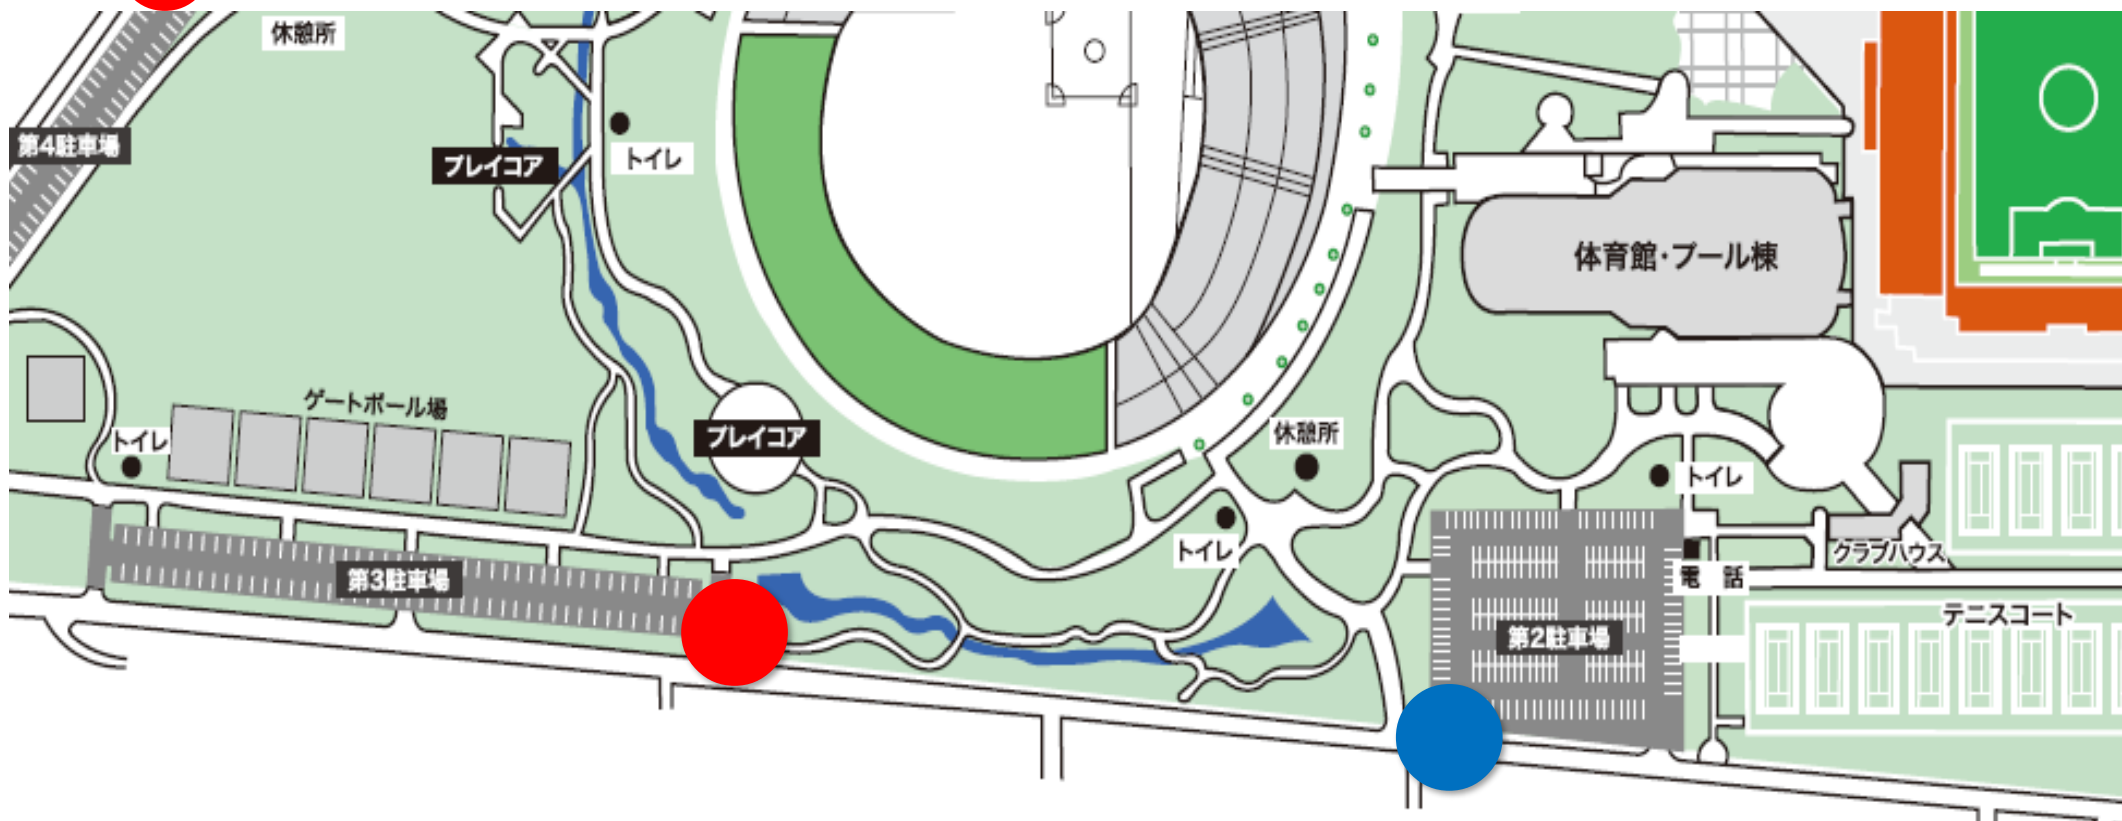 休憩所
第4駐車場
プレイコア
トイレ
体育館・プール棟
ゲートボール場
トイレ
プレイコア
休憩所
トイレ
トイレ
クラブハウス
第3駐車場
電話
テニスコート
第2駐車場